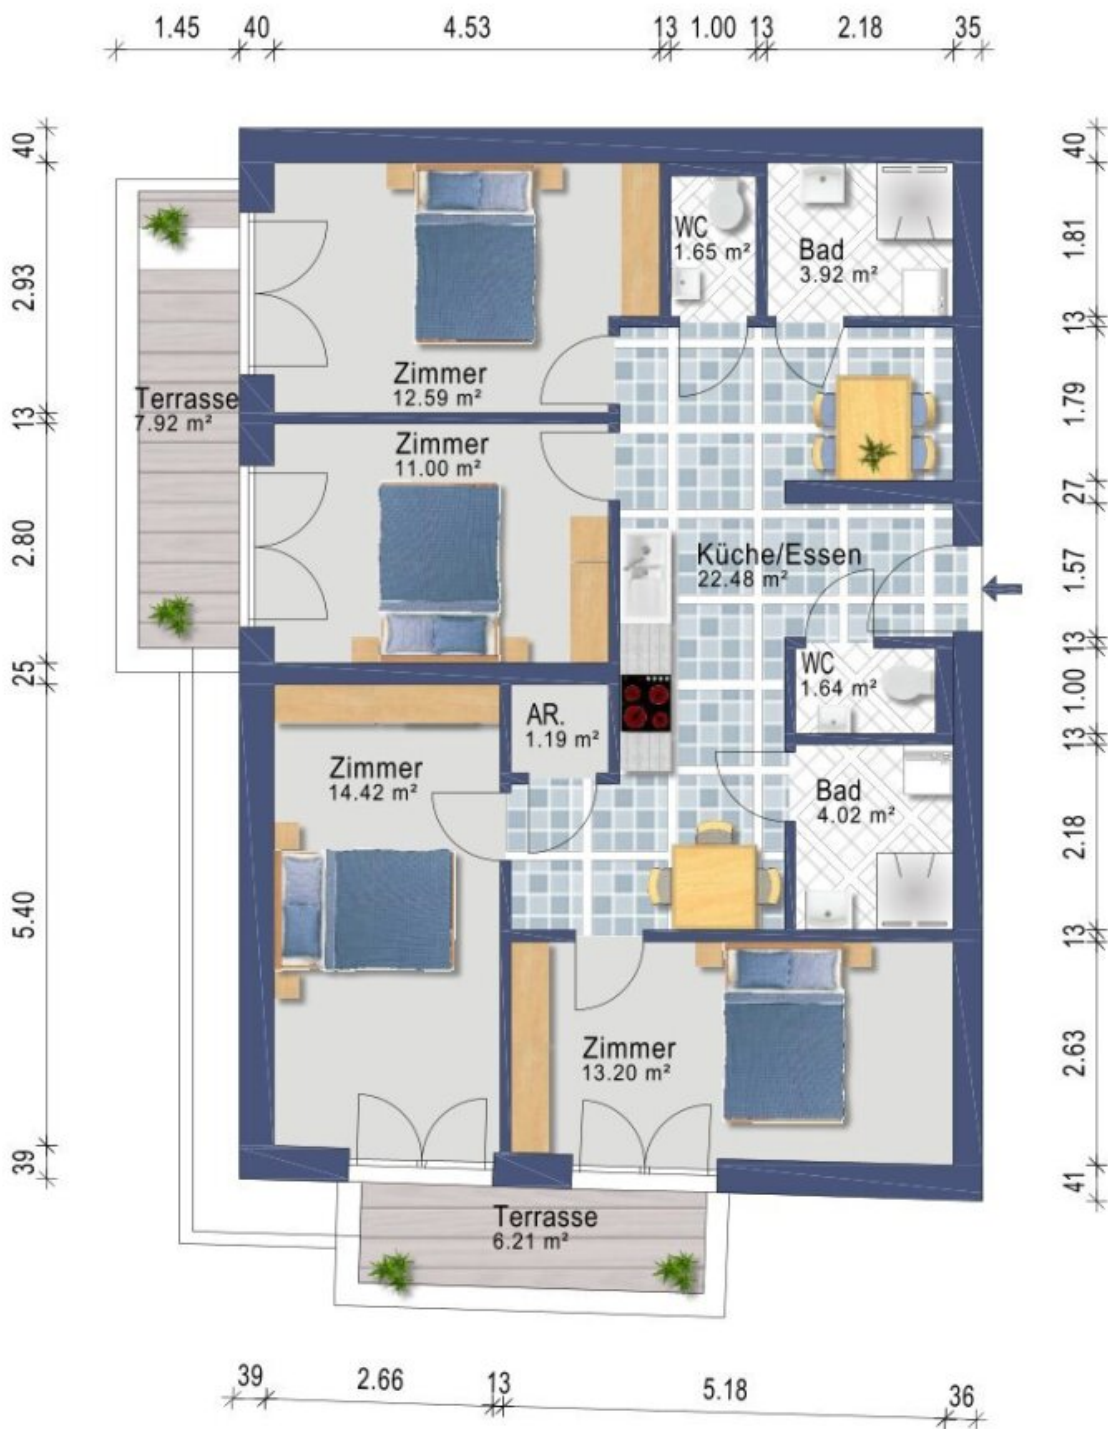 1.45 40 4.53 13 1.00 13 2.18 35
40
2.93
13
2.80
25
5.40
39
40
1.81
13
1.79
27
1.57
13
1.00
13
2.18
13
2.63
41
WC
1.65 m²
Bad
3.92 m²
Zimmer
12.59 m²
Terrasse
7.92 m²
Zimmer
11.00 m²
Küche/Essen
22.48 m²
WC
1.64 m²
AR.
1.19 m²
Zimmer
14.42 m²
Bad
4.02 m²
Zimmer
13.20 m²
Terrasse
6.21 m²
39 2.66 13 5.18 36